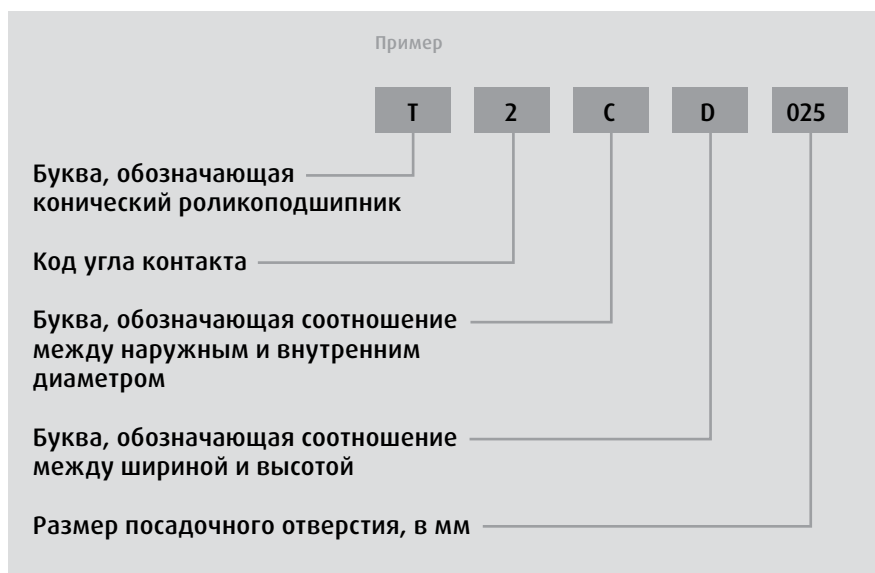 Пример
T 2 C D 025
Буква, обозначающая
конический роликоподшипник
Код угла контакта
Буква, обозначающая соотношение
между наружным и внутренним
диаметром
Буква, обозначающая соотношение
между шириной и высотой
Размер посадочного отверстия, в мм